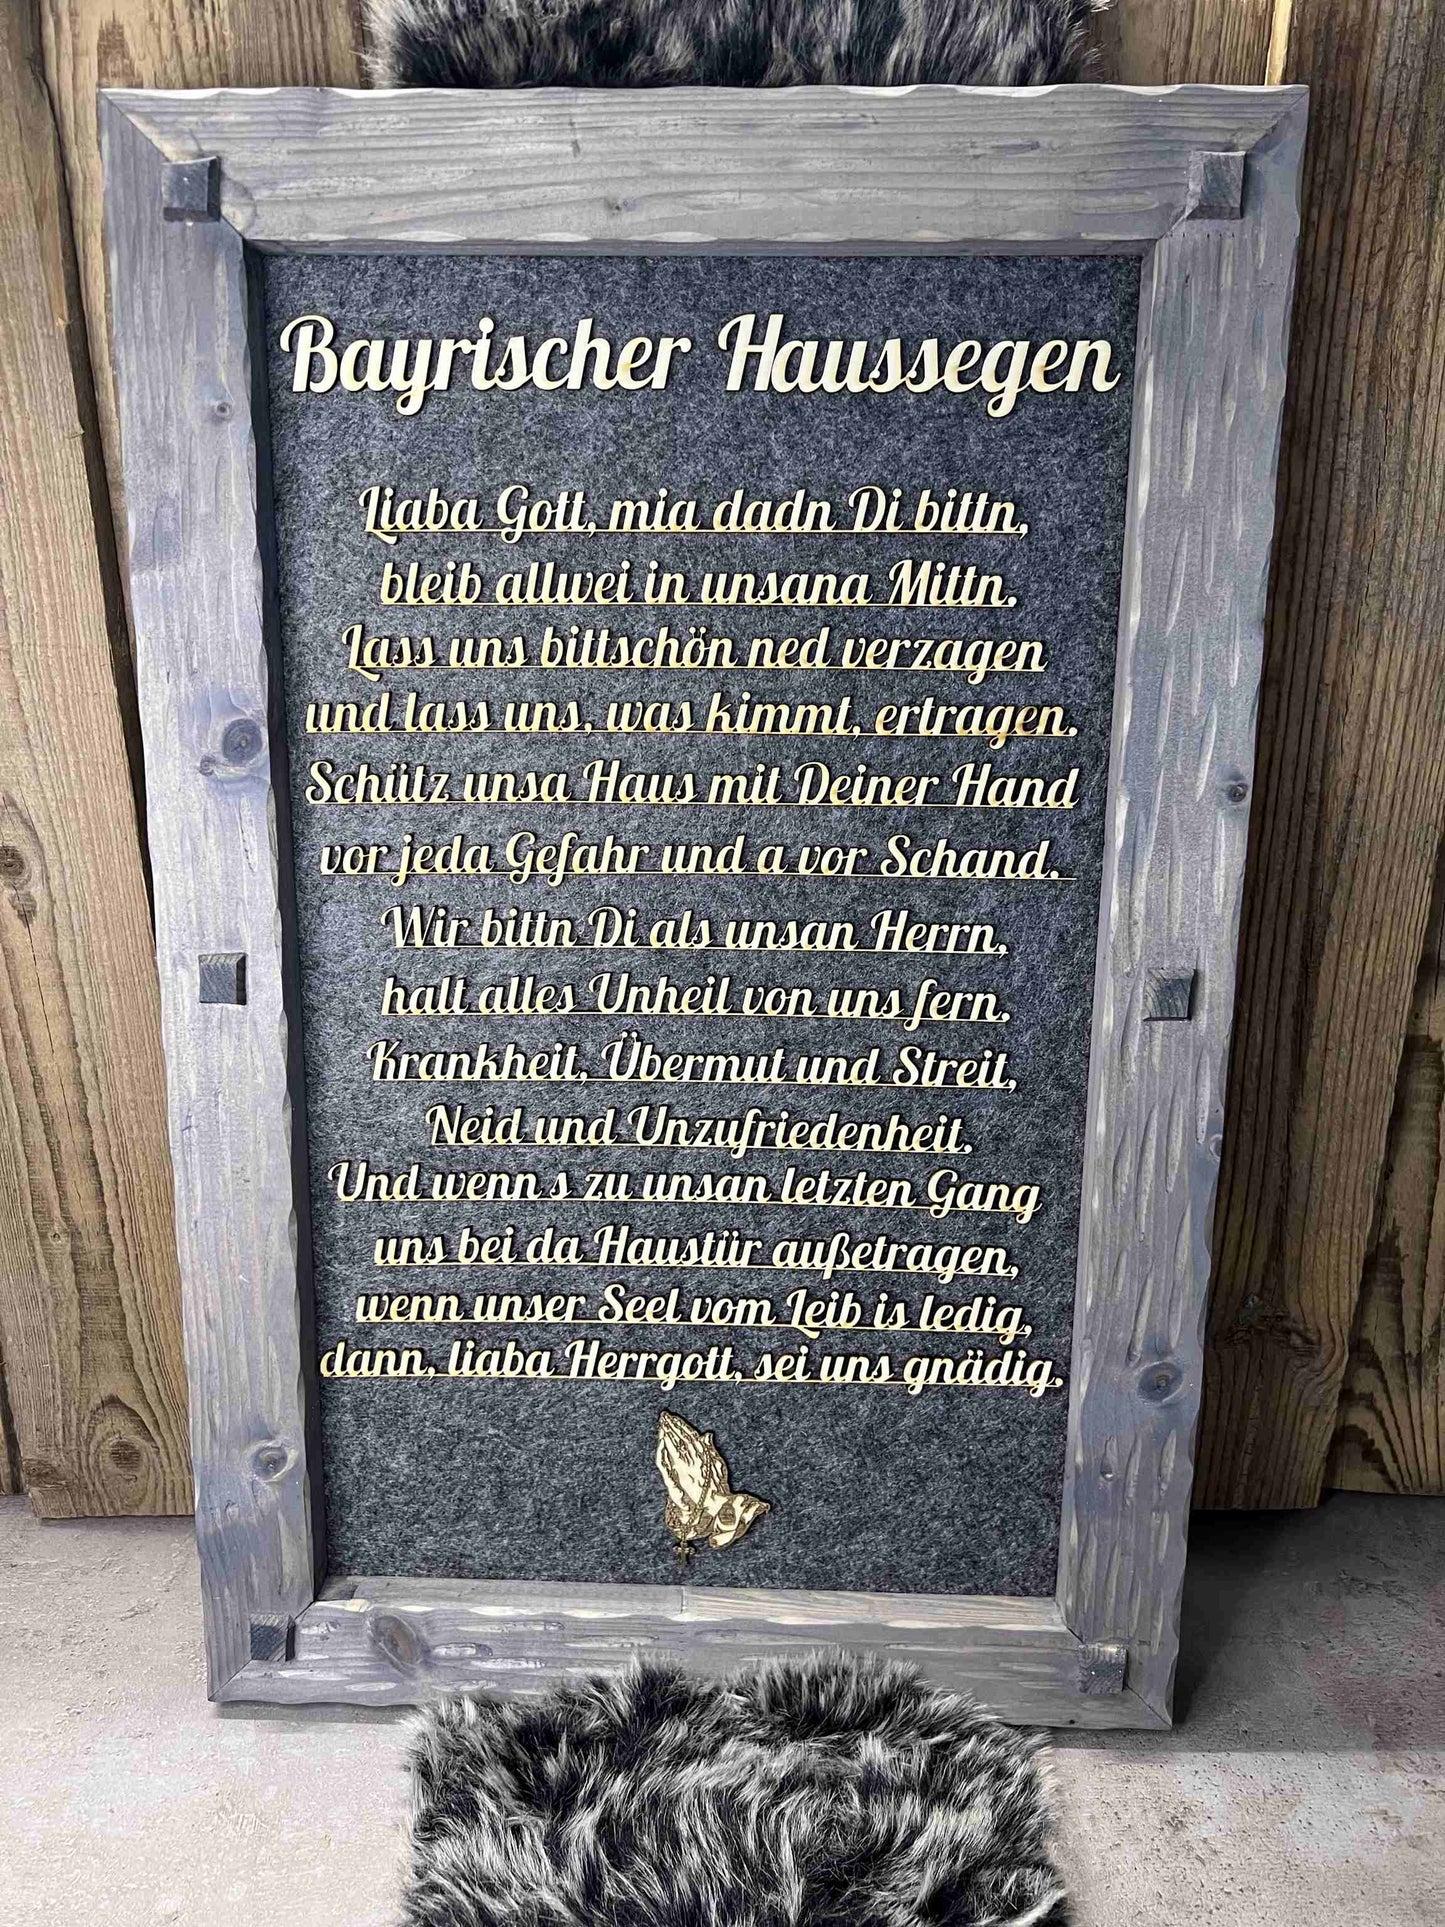 Bayrischer Haussegen
Liaba Gott, mia dadn Di bittn,
bleib allwei in unsana Mittn.
Lass uns bittschön ned verzagen
und lass uns, was kimmt, ertragen.
Schütz unsa Haus mit Deiner Hand
vor jeda Gefahr und a vor Schand.
Wir bittn Di als unsan Herrn,
halt alles Unheil von uns fern.
Krankheit, Übermut und Streit,
Neid und Unzufriedenheit.
Und wenn s zu unsan letzten Gang
uns bei da Haustür außetragen,
wenn unser Seel vom Leib is ledig,
dann, liaba Herrgott, sei uns gnädig.